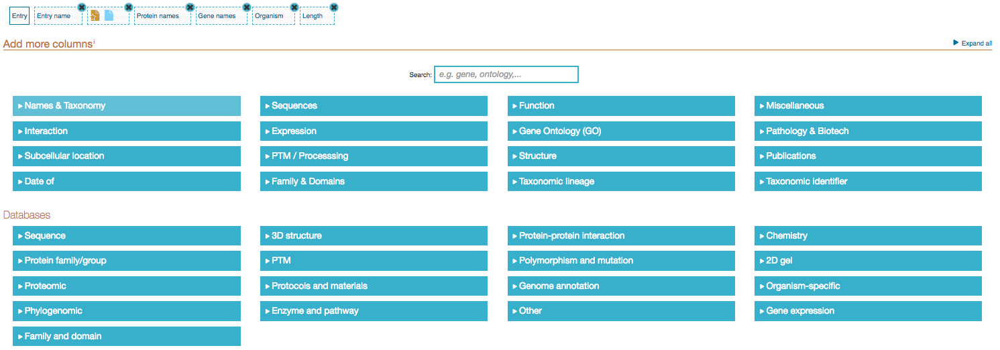 Entry Entry name Protein names Gene names Organism Length
Add more columnsi Expand all
Search: e.g. gene, ontology,...
Names & Taxonomy Sequences Function Miscellaneous
Interaction Expression Gene Ontology (GO) Pathology & Biotech
Subcellular location PTM / Processsing Structure Publications
Date of Family & Domains Taxonomic lineage Taxonomic identifier
Databases
Sequence 3D structure Protein-protein interaction Chemistry
Protein family/group PTM Polymorphism and mutation 2D gel
Proteomic Protocols and materials Genome annotation Organism-specific
Phylogenomic Enzyme and pathway Other Gene expression
Family and domain